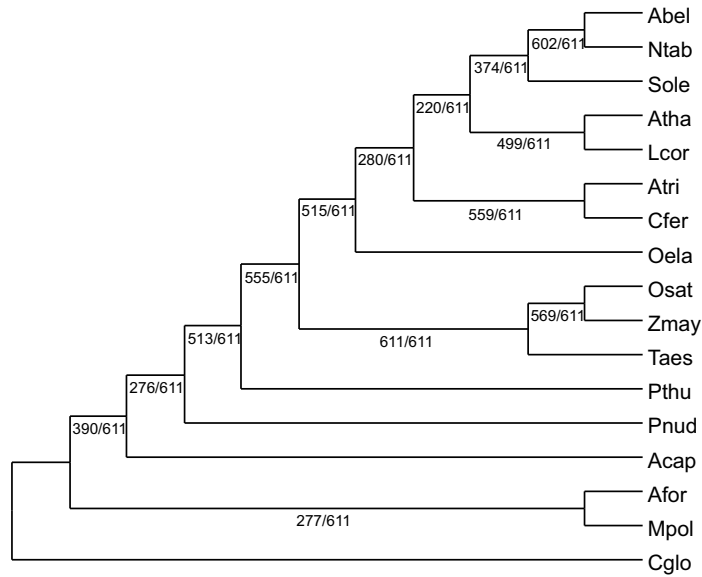 Abel
602/611
Ntab
374/611
Sole
220/611
Atha
499/611
Lcor
280/611
Atri
515/611
559/611
Cfer
Oela
555/611
Osat
569/611
Zmay
513/611
611/611
Taes
276/611
Pthu
390/611
Pnud
Acap
Afor
277/611
Mpol
Cglo